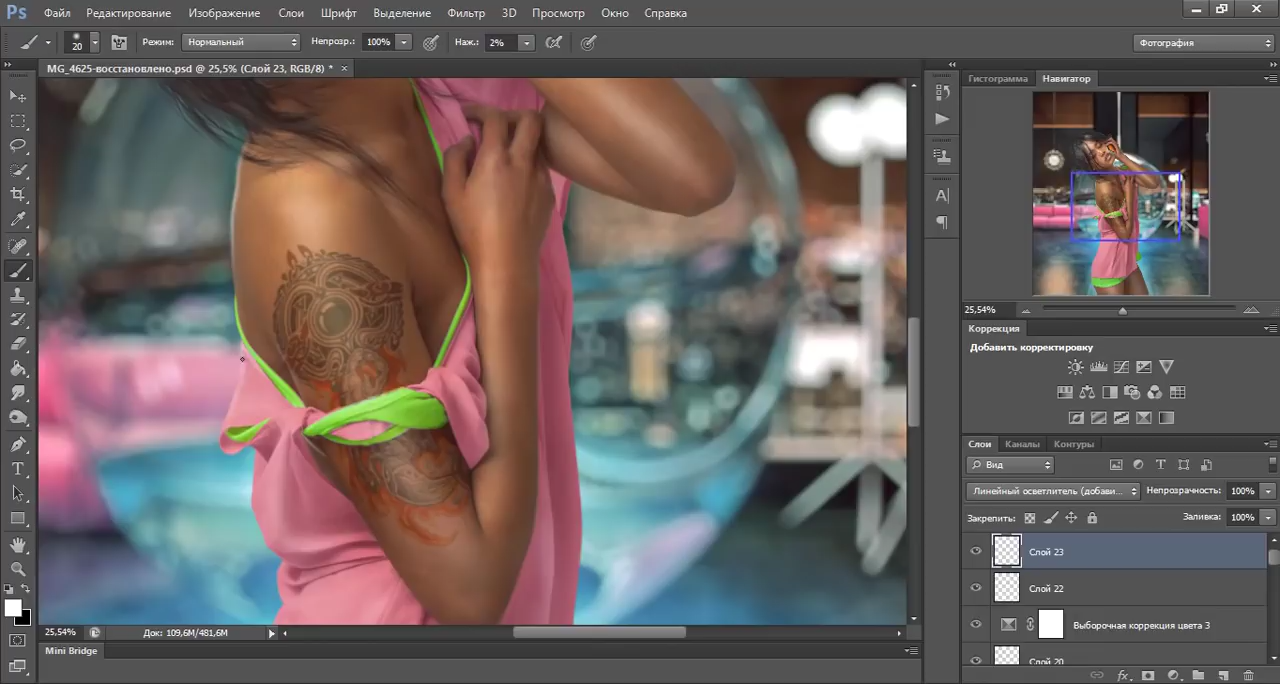 Ps Файл Редактирование Изображение Слои Шрифт Выделение Фильтр 3D Просмотр Окно Справка
20 Режим: Нормальный Непрозр.: 100% Наж.: 2% Фотография
MG_4625-восстановлено.psd @ 25,5% (Слой 23, RGB/8) * ×
Гистограмма Навигатор
25,54%
Коррекция
Добавить корректировку
Слои Каналы Контуры
Вид
Линейный осветлитель (добави... Непрозрачность: 100%
Закрепить: Заливка: 100%
Слой 23
Слой 22
Выборочная коррекция цвета 3
Слой 20
25,54% Док: 109,6M/481,6M
Mini Bridge